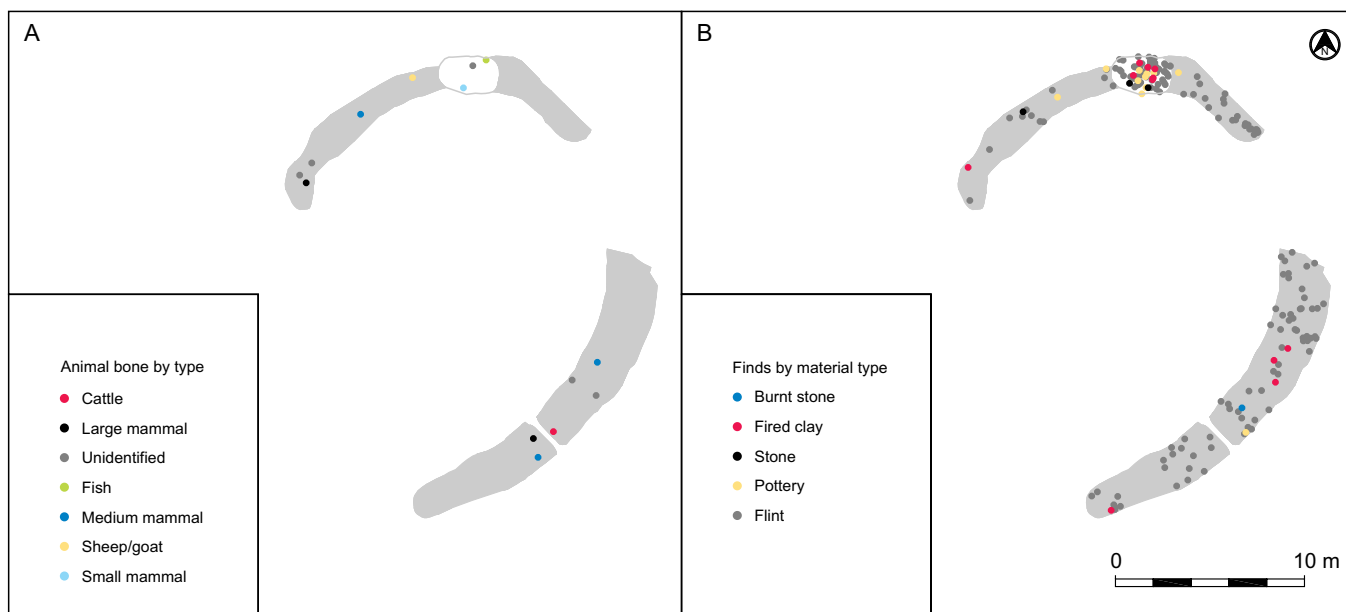 A
Animal bone by type
Cattle
Large mammal
Unidentified
Fish
Medium mammal
Sheep/goat
Small mammal
B
N
Finds by material type
Burnt stone
Fired clay
Stone
Pottery
Flint
0 10 m